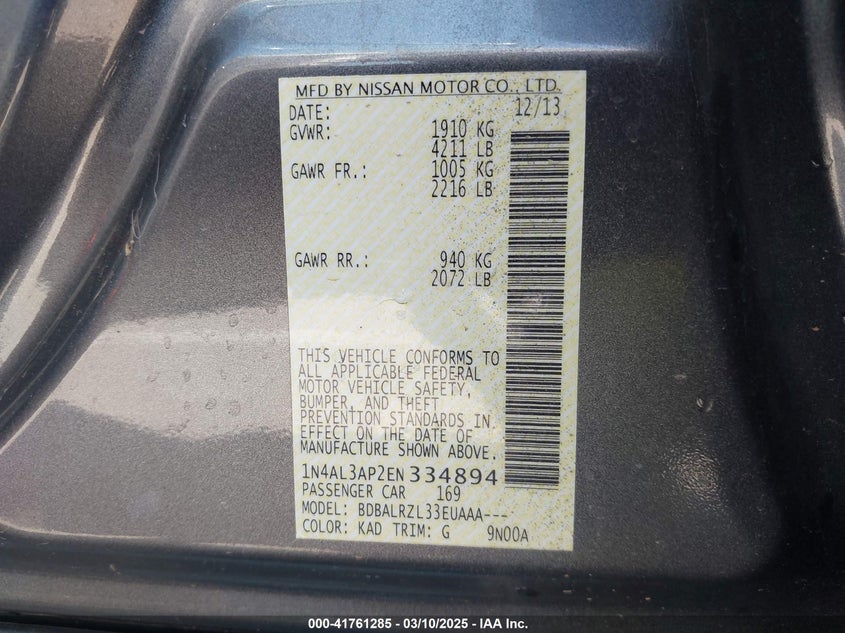 MFD BY NISSAN MOTOR CO., LTD.
DATE: 12/13
GVWR: 1910 KG
4211 LB
GAWR FR.: 1005 KG
2216 LB
GAWR RR.: 940 KG
2072 LB
THIS VEHICLE CONFORMS TO
ALL APPLICABLE FEDERAL
MOTOR VEHICLE SAFETY,
BUMPER, AND THEFT
PREVENTION STANDARDS IN
EFFECT ON THE DATE OF
MANUFACTURE SHOWN ABOVE.
1N4AL3AP2EN334894
PASSENGER CAR 169
MODEL: BDBALRZL33EUAAA---
COLOR: KAD TRIM: G 9N00A
000-41761285 - 03/10/2025 - IAA Inc.